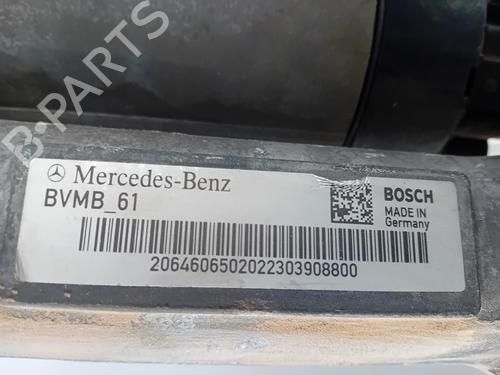 B-PARTS
Mercedes-Benz
BVMB_61
BOSCH
MADE IN
Germany
2064606502022303908800